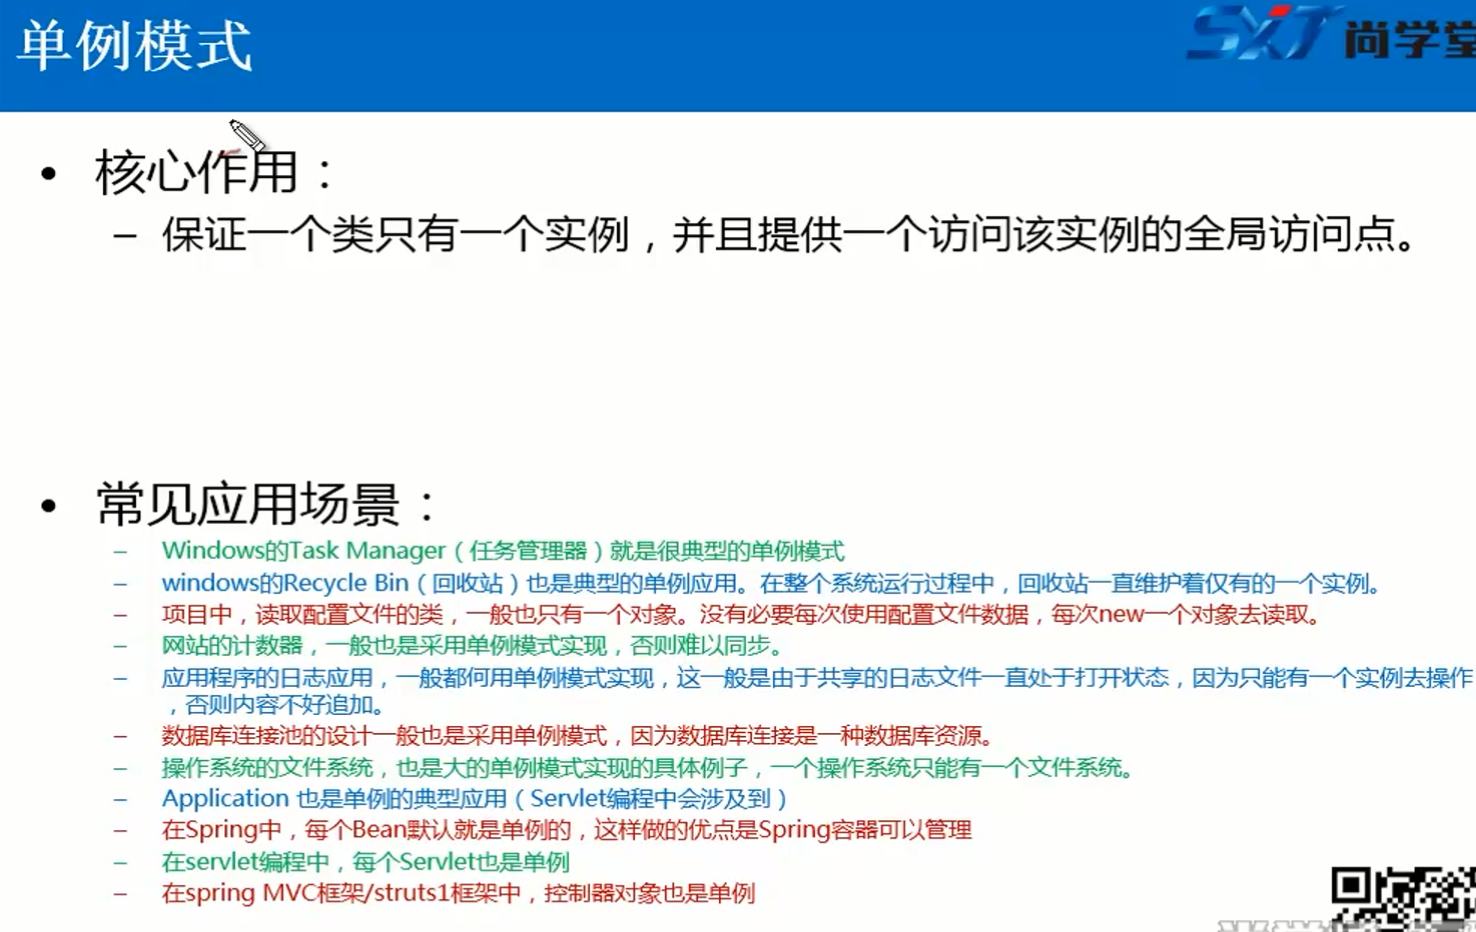 单例模式
SXT 尚学堂
• 核心作用：
– 保证一个类只有一个实例，并且提供一个访问该实例的全局访问点。
• 常见应用场景：
– Windows的Task Manager（任务管理器）就是很典型的单例模式
– windows的Recycle Bin（回收站）也是典型的单例应用。在整个系统运行过程中，回收站一直维护着仅有的一个实例。
– 项目中，读取配置文件的类，一般也只有一个对象。没有必要每次使用配置文件数据，每次new一个对象去读取。
– 网站的计数器，一般也是采用单例模式实现，否则难以同步。
– 应用程序的日志应用，一般都何用单例模式实现，这一般是由于共享的日志文件一直处于打开状态，因为只能有一个实例去操作
，否则内容不好追加。
– 数据库连接池的设计一般也是采用单例模式，因为数据库连接是一种数据库资源。
– 操作系统的文件系统，也是大的单例模式实现的具体例子，一个操作系统只能有一个文件系统。
– Application 也是单例的典型应用（Servlet编程中会涉及到）
– 在Spring中，每个Bean默认就是单例的，这样做的优点是Spring容器可以管理
– 在servlet编程中，每个Servlet也是单例
– 在spring MVC框架/struts1框架中，控制器对象也是单例